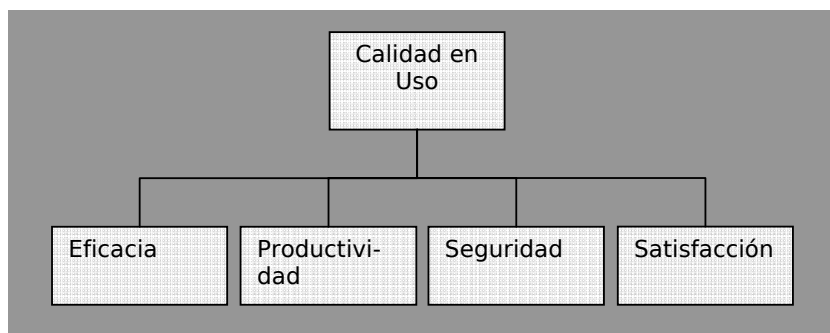 Calidad en
Uso
Eficacia
Productivi-
dad
Seguridad
Satisfacción